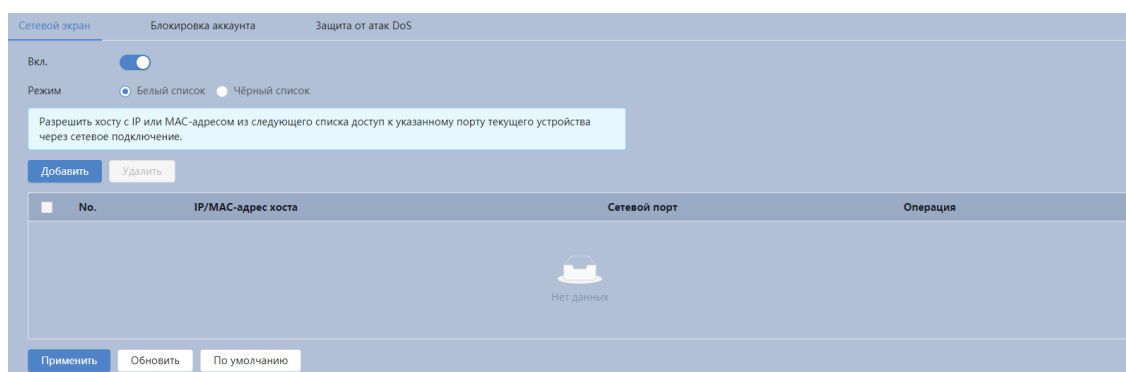 Сетевой экран Блокировка аккаунта Защита от атак DoS
Вкл.
Режим Белый список Чёрный список
Разрешить хосту с IP или MAC-адресом из следующего списка доступ к указанному порту текущего устройства
через сетевое подключение.
Добавить Удалить
No. IP/MAC-адрес хоста Сетевой порт Операция
Нет данных
Применить Обновить По умолчанию